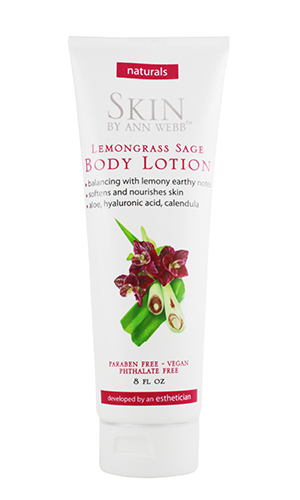 naturals
SKIN
BY ANN WEBB™
LEMONGRASS SAGE
BODY LOTION
• balancing with lemony earthy notes
• softens and nourishes skin
• aloe, hyaluronic acid, calendula
PARABEN FREE - VEGAN
PHTHALATE FREE
8 FL OZ
developed by an esthetician